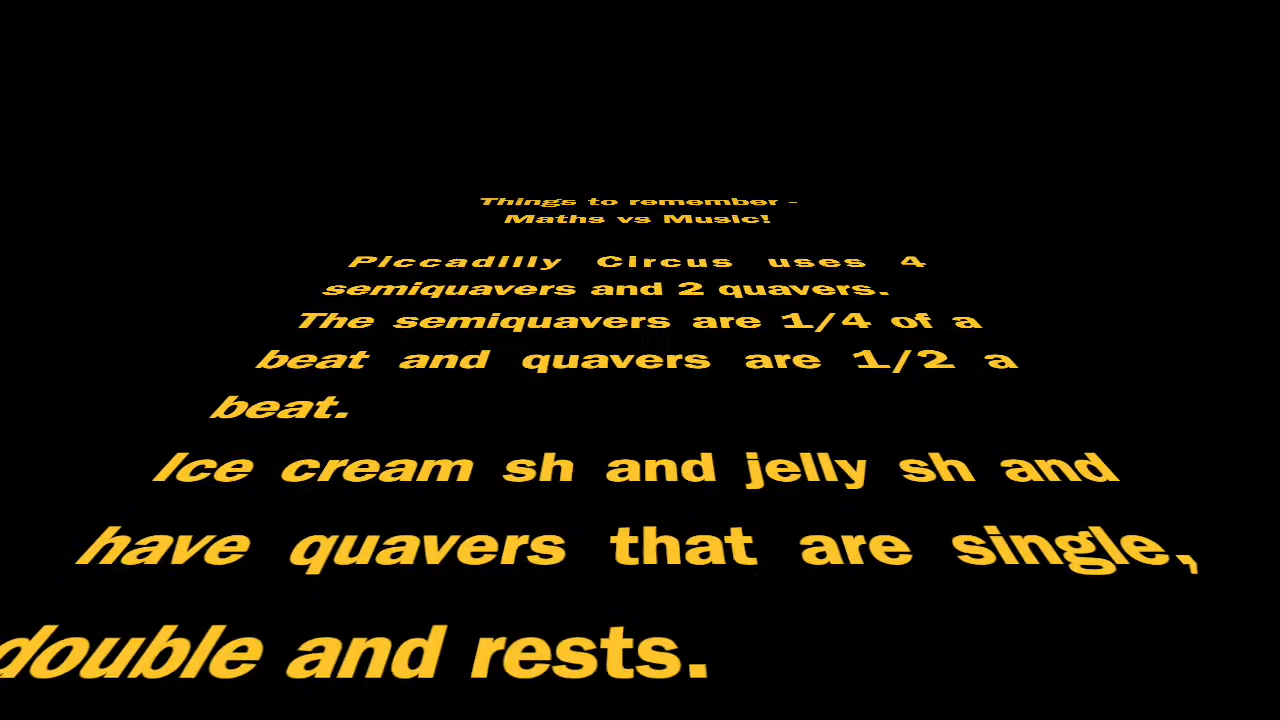 Things to remember -
Maths vs Music!
Piccadilly Circus uses 4
semiquavers and 2 quavers.
The semiquavers are 1/4 of a
beat and quavers are 1/2 a
beat.
Ice cream sh and jelly sh and
have quavers that are single,
double and rests.